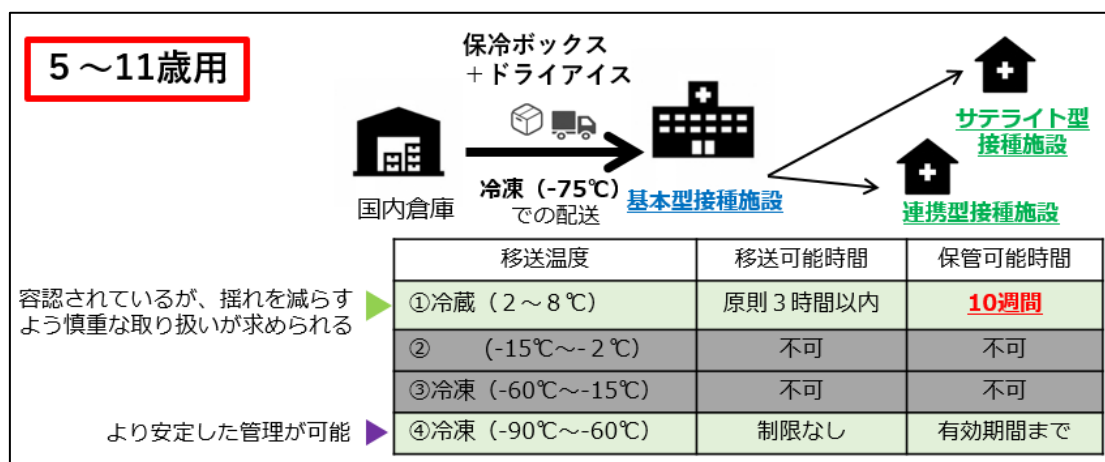 5～11歳用
保冷ボックス
＋ドライアイス
国内倉庫
冷凍（-75℃）
での配送
基本型接種施設
サテライト型
接種施設
連携型接種施設
移送温度 移送可能時間 保管可能時間
容認されているが、揺れを減らす
よう慎重な取り扱いが求められる
①冷蔵（2～8℃） 原則3時間以内 10週間
② (-15℃～-2℃) 不可 不可
③冷凍（-60℃～-15℃） 不可 不可
より安定した管理が可能 ④冷凍（-90℃～-60℃） 制限なし 有効期間まで